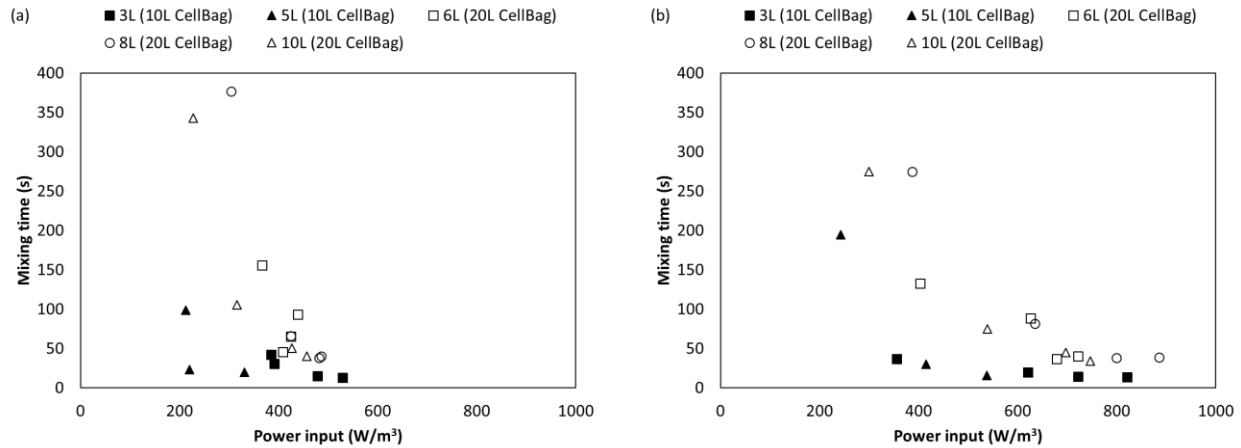 (a)
3L (10L CellBag) 5L (10L CellBag) 6L (20L CellBag)
8L (20L CellBag) 10L (20L CellBag)
Mixing time (s)
400
350
300
250
200
150
100
50
0
0 200 400 600 800 1000
Power input (W/m³)
(b)
3L (10L CellBag) 5L (10L CellBag) 6L (20L CellBag)
8L (20L CellBag) 10L (20L CellBag)
Mixing time (s)
400
350
300
250
200
150
100
50
0
0 200 400 600 800 1000
Power input (W/m³)